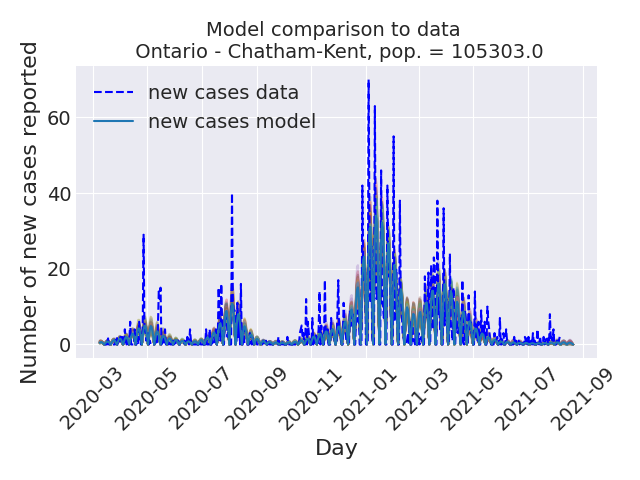 Model comparison to data
Ontario - Chatham-Kent, pop. = 105303.0
Number of new cases reported
new cases data
new cases model
60
40
20
0
2020-03
2020-05
2020-07
2020-09
2020-11
2021-01
2021-03
2021-05
2021-07
2021-09
Day